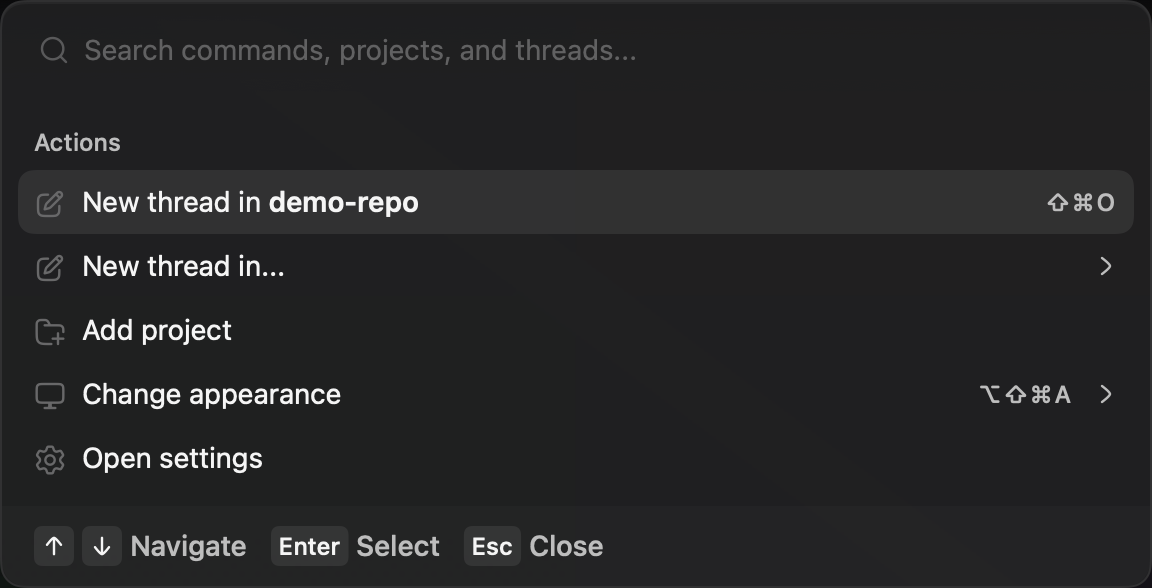 Search commands, projects, and threads...
Actions
New thread in demo-repo ⇧⌘O
New thread in...
Add project
Change appearance ⌥⇧⌘A
Open settings
↑ ↓ Navigate Enter Select Esc Close